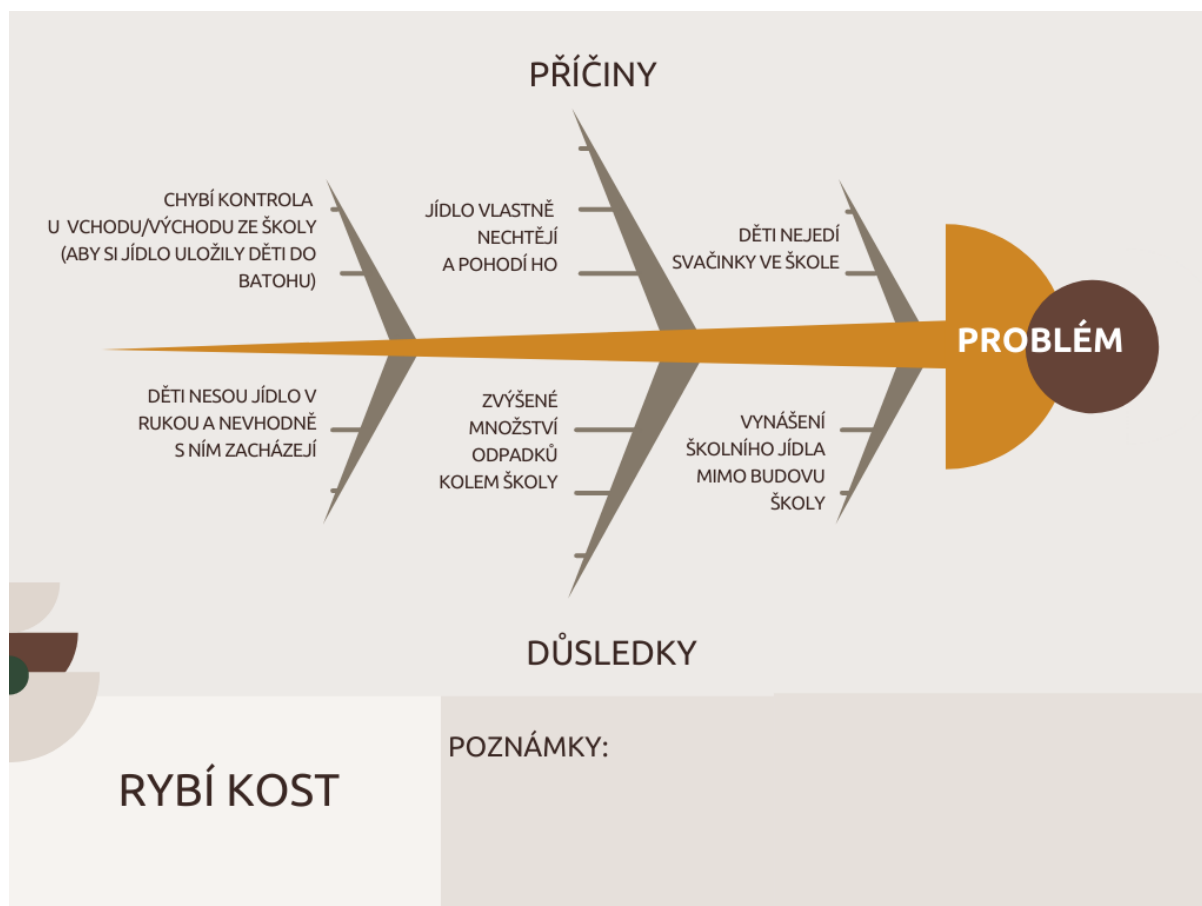 PŘÍČINY
CHYBÍ KONTROLA
U VCHODU/VÝCHODU ZE ŠKOLY
(ABY SI JÍDLO ULOŽILY DĚTI DO
BATOHU)
JÍDLO VLASTNĚ
NECHTĚJÍ
A POHODÍ HO
DĚTI NEJEDÍ
SVAČINKY VE ŠKOLE
PROBLÉM
DĚTI NESOU JÍDLO V
RUKOU A NEVHODNĚ
S NÍM ZACHÁZEJÍ
ZVÝŠENÉ
MNOŽSTVÍ
ODPADKŮ
KOLEM ŠKOLY
VYNÁŠENÍ
ŠKOLNÍHO JÍDLA
MIMO BUDOVU
ŠKOLY
DŮSLEDKY
RYBÍ KOST
POZNÁMKY: